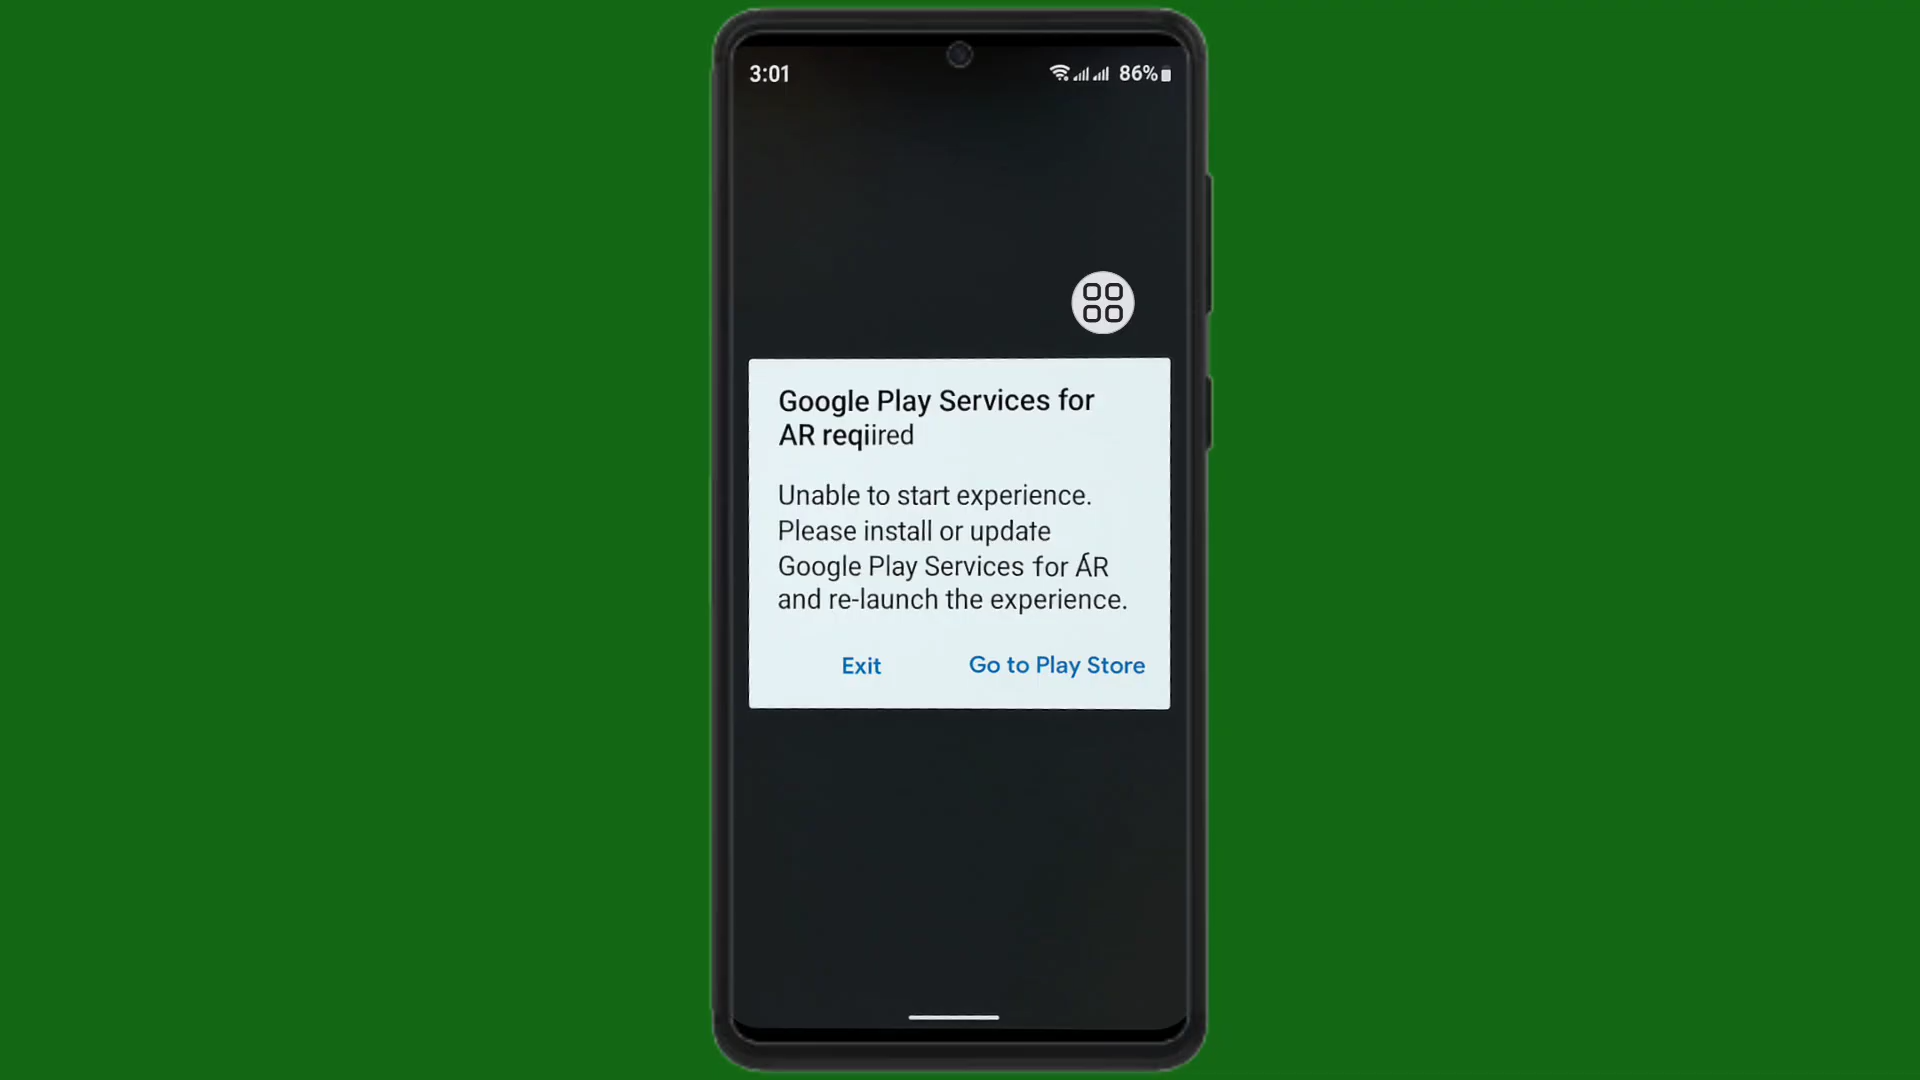 3:01
86%
Google Play Services for
AR reqiired
Unable to start experience.
Please install or update
Google Play Services for ÁR
and re-launch the experience.
Exit
Go to Play Store